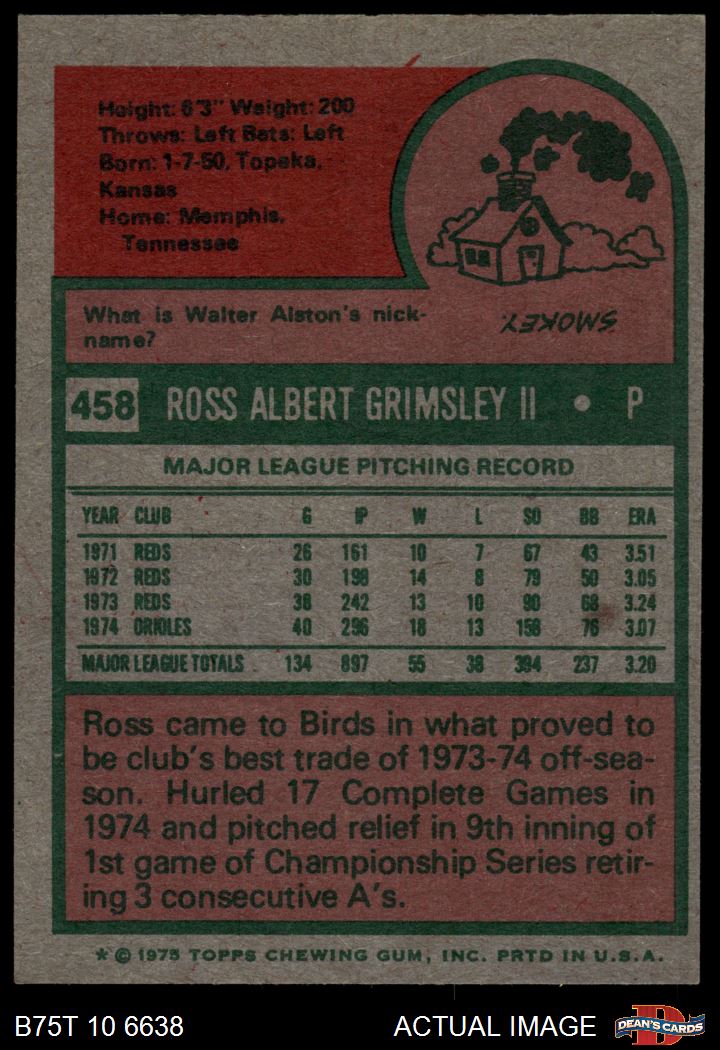 Height: 6'3" Weight: 200
Throws: Left Bats: Left
Born: 1-7-50, Topeka,
Kansas
Home: Memphis,
Tennessee
What is Walter Alston's nick-
name?
SMOKEY.
458 ROSS ALBERT GRIMSLEY II • P
MAJOR LEAGUE PITCHING RECORD
YEAR CLUB G IP W L SO BB ERA
1971 REDS 26 161 10 7 67 43 3.51
1972 REDS 30 198 14 8 79 50 3.05
1973 REDS 38 242 13 10 90 68 3.24
1974 ORIOLES 40 296 18 13 158 76 3.07
MAJOR LEAGUE TOTALS 134 897 55 38 394 237 3.20
Ross came to Birds in what proved to
be club's best trade of 1973-74 off-sea-
son. Hurled 17 Complete Games in
1974 and pitched relief in 9th inning of
1st game of Championship Series retir-
ing 3 consecutive A's.
* © 1975 TOPPS CHEWING GUM, INC. PRTD IN U.S.A.
B75T 10 6638 ACTUAL IMAGE DEAN'S CARDS